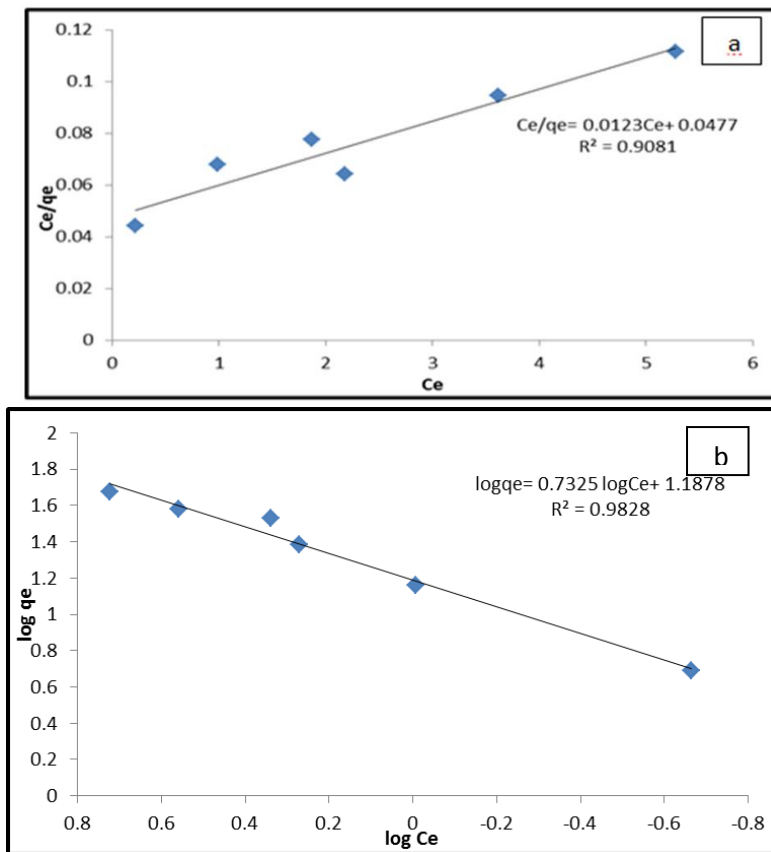 a
0.12
0.1
0.08
0.06
0.04
0.02
0
Ce/qe
Ce/qe= 0.0123Ce+ 0.0477
R² = 0.9081
0 1 2 3 4 5 6
Ce
b
2
1.8
1.6
1.4
1.2
1
0.8
0.6
0.4
0.2
0
log qe
logqe= 0.7325 logCe+ 1.1878
R² = 0.9828
0.8 0.6 0.4 0.2 0 -0.2 -0.4 -0.6 -0.8
log Ce